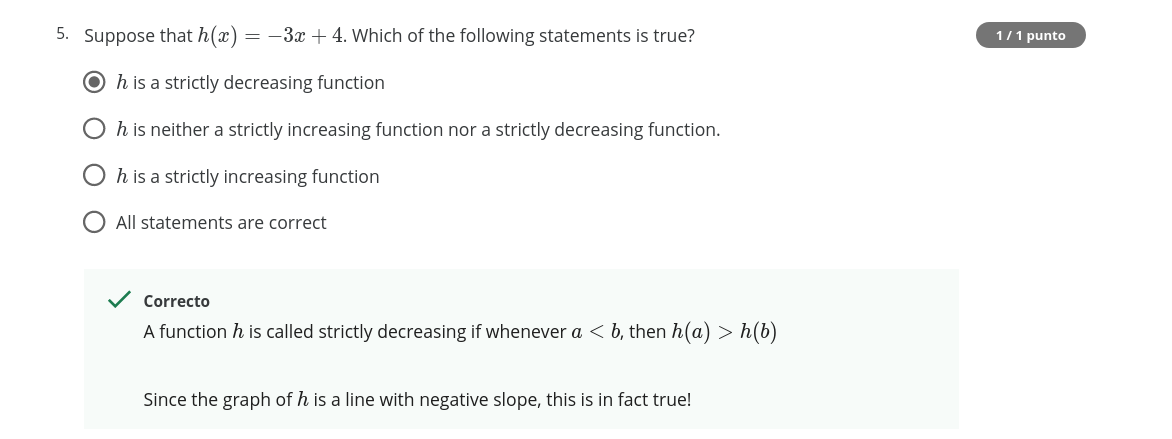 5. Suppose that h(x) = −3x + 4. Which of the following statements is true?
1 / 1 punto
h is a strictly decreasing function
h is neither a strictly increasing function nor a strictly decreasing function.
h is a strictly increasing function
All statements are correct
Correcto
A function h is called strictly decreasing if whenever a < b, then h(a) > h(b)
Since the graph of h is a line with negative slope, this is in fact true!